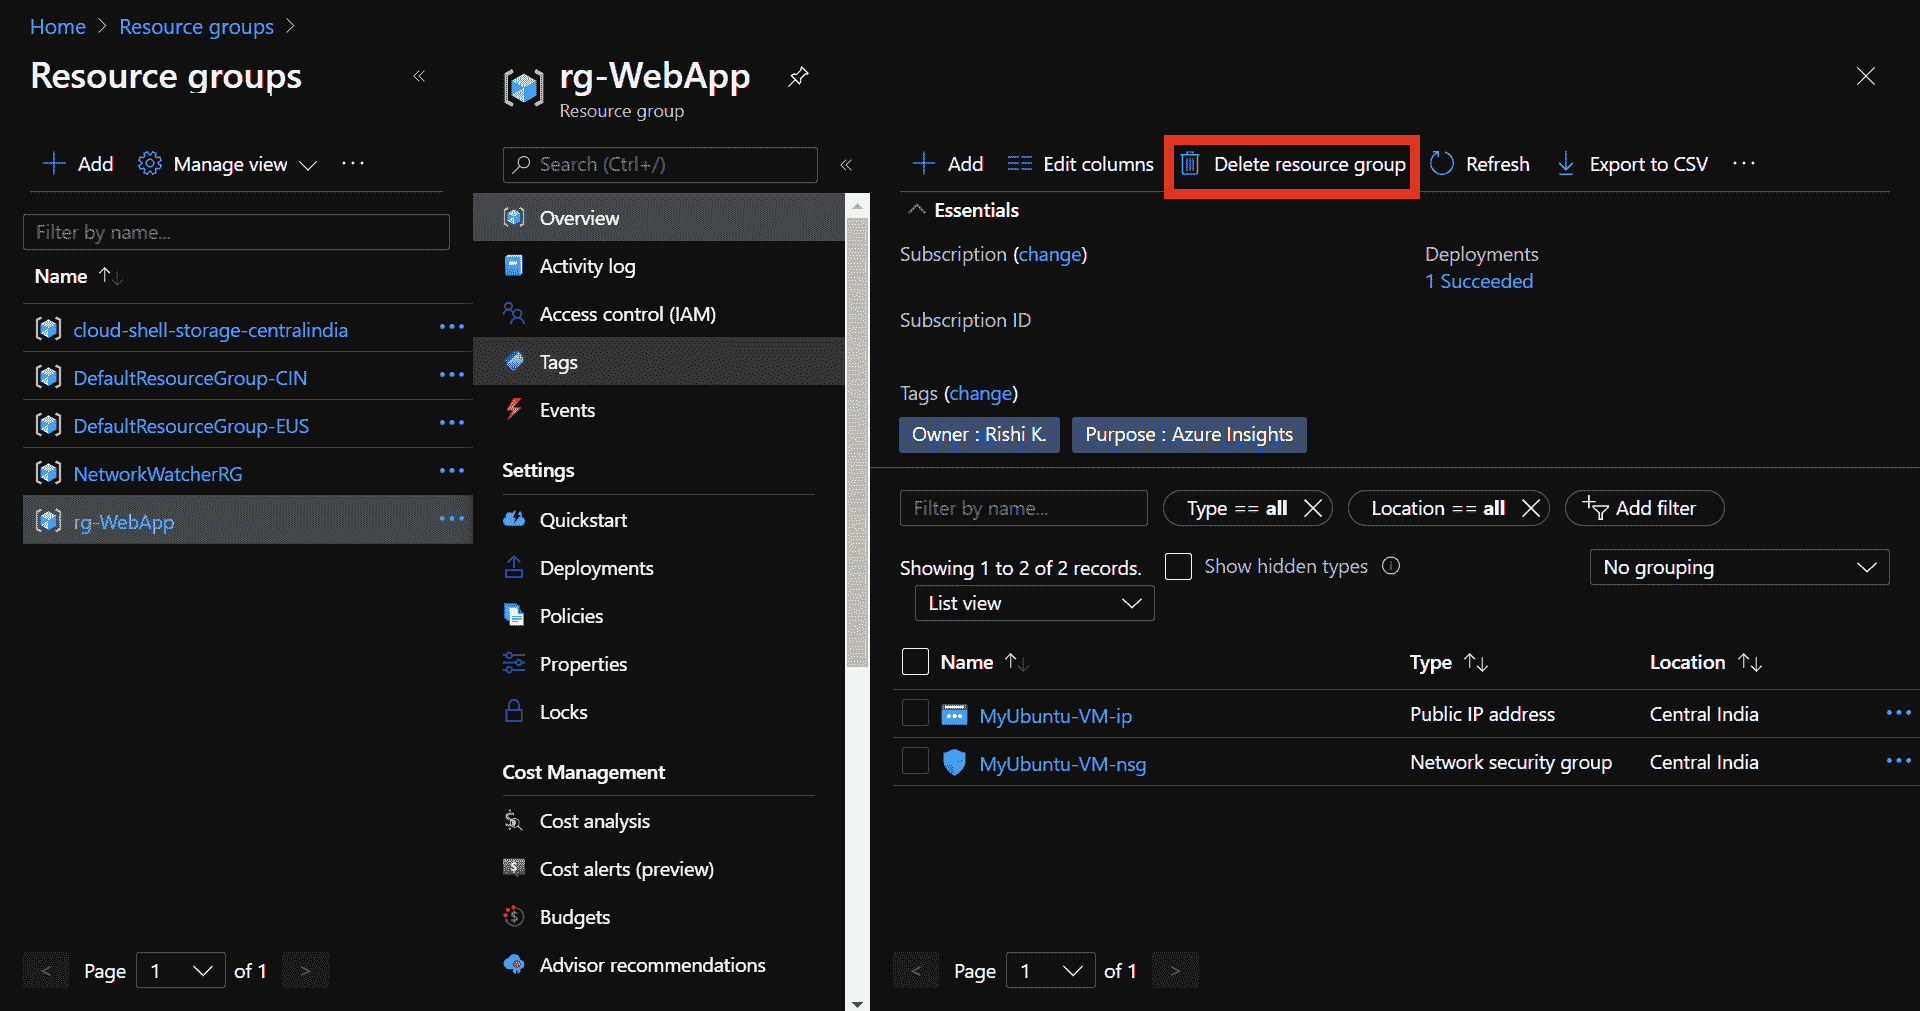 Home > Resource groups >
Resource groups «
Add Manage view ...
Filter by name...
Name ↑↓
cloud-shell-storage-centralindia ...
DefaultResourceGroup-CIN ...
DefaultResourceGroup-EUS ...
NetworkWatcherRG ...
rg-WebApp ...
< Page 1 of 1 >
rg-WebApp
Resource group
Search (Ctrl+/) «
Overview
Activity log
Access control (IAM)
Tags
Events
Settings
Quickstart
Deployments
Policies
Properties
Locks
Cost Management
Cost analysis
Cost alerts (preview)
Budgets
Advisor recommendations
Add Edit columns Delete resource group Refresh Export to CSV ...
Essentials
Subscription (change)
Deployments
1 Succeeded
Subscription ID
Tags (change)
Owner : Rishi K. Purpose : Azure Insights
Filter by name... Type == all Location == all Add filter
Showing 1 to 2 of 2 records. Show hidden types No grouping
List view
Name ↑↓ Type ↑↓ Location ↑↓
MyUbuntu-VM-ip Public IP address Central India ...
MyUbuntu-VM-nsg Network security group Central India ...
< Page 1 of 1 >